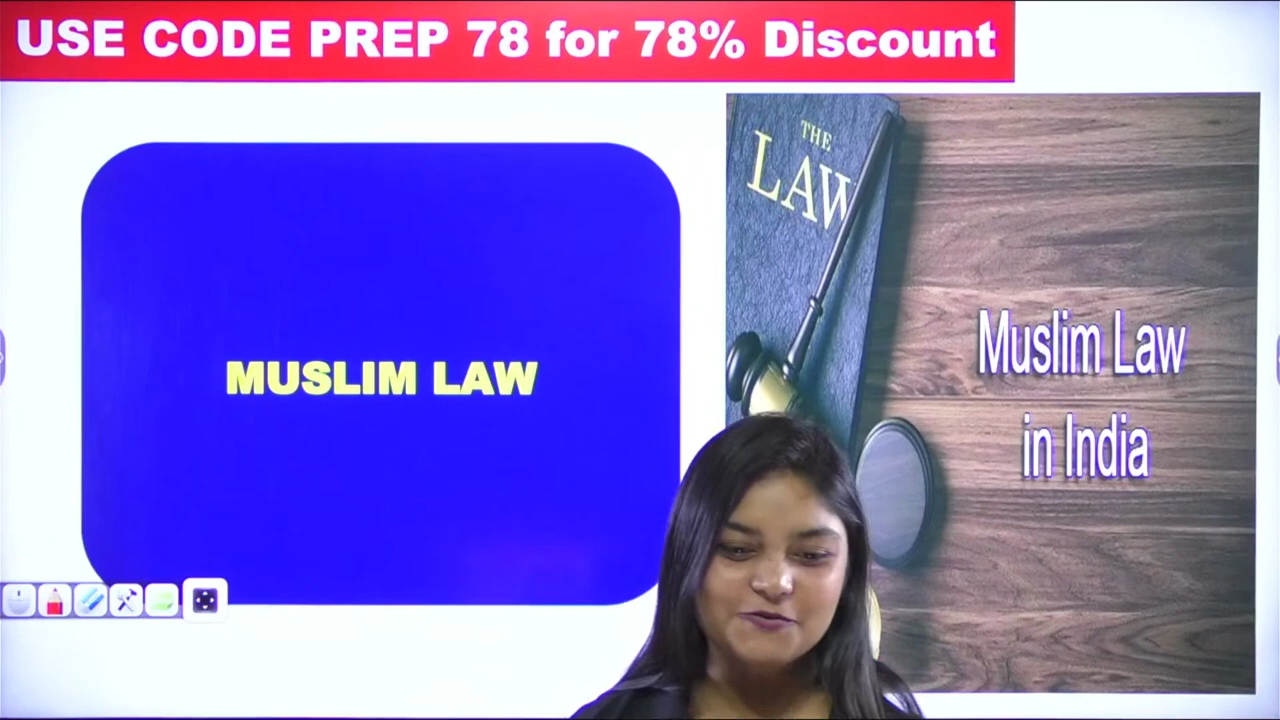 USE CODE PREP 78 for 78% Discount
MUSLIM LAW
THE
LAW
Muslim Law
in India